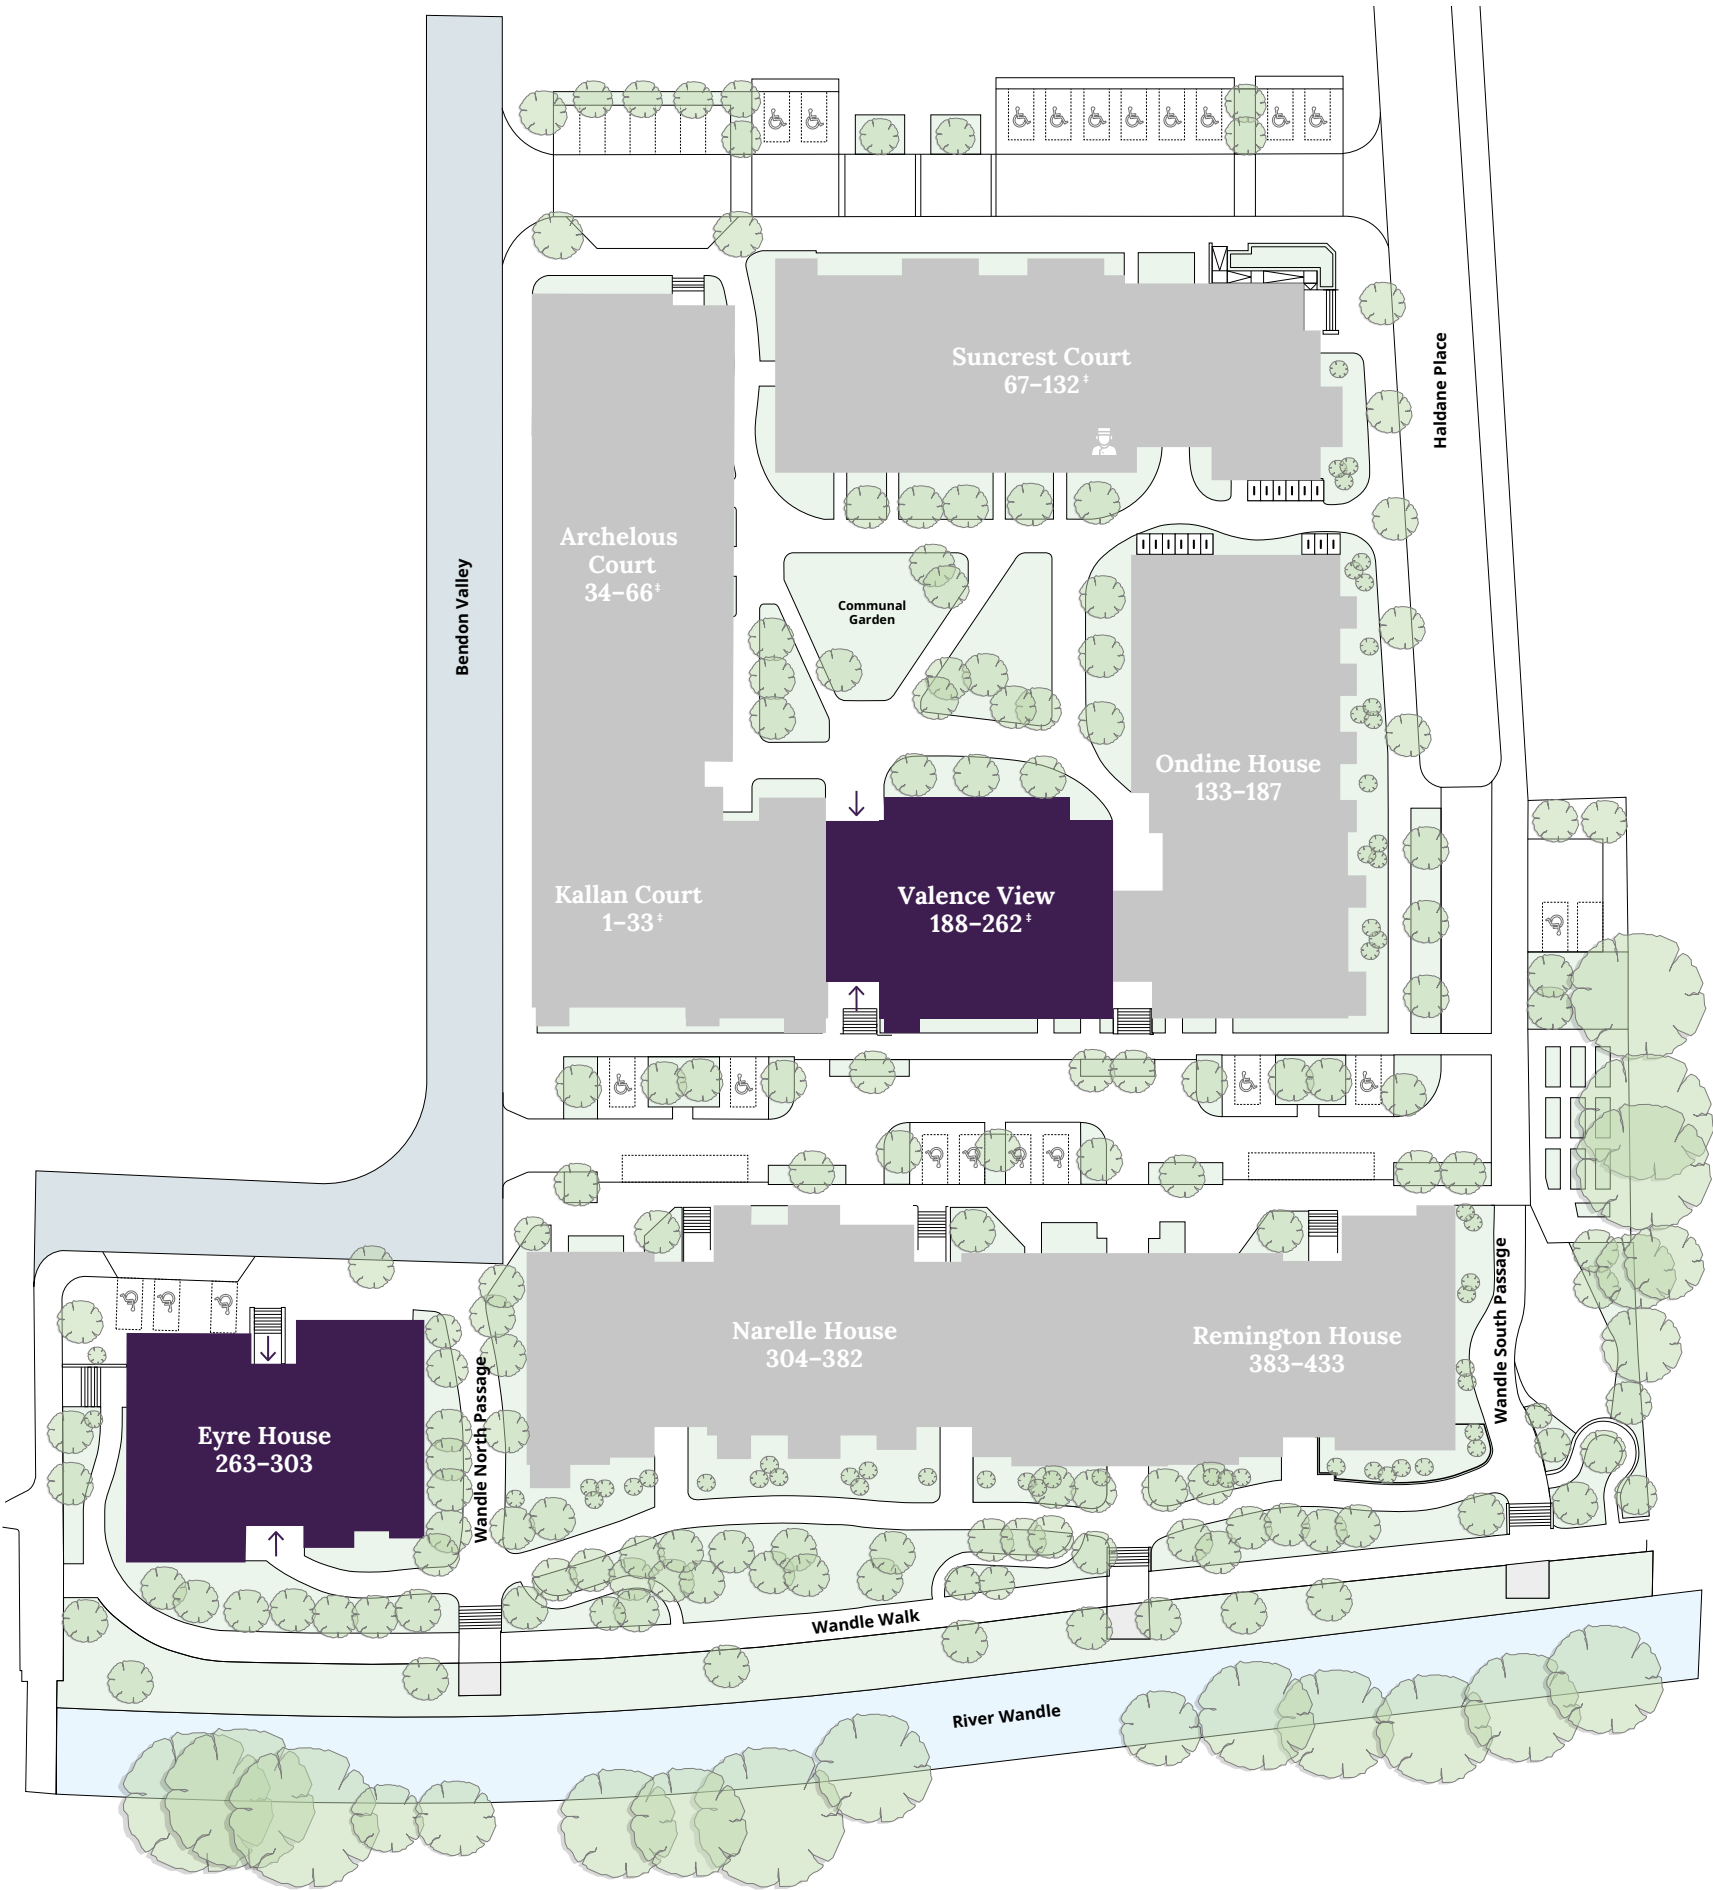 Suncrest Court
67–132‡
Haldane Place
Archelous
Court
34–66‡
Bendon Valley
Communal
Garden
Ondine House
133–187
Kallan Court
1–33‡
Valence View
188–262‡
Narelle House
304–382
Remington House
383–433
Wandle South Passage
Eyre House
263–303
Wandle North Passage
Wandle Walk
River Wandle